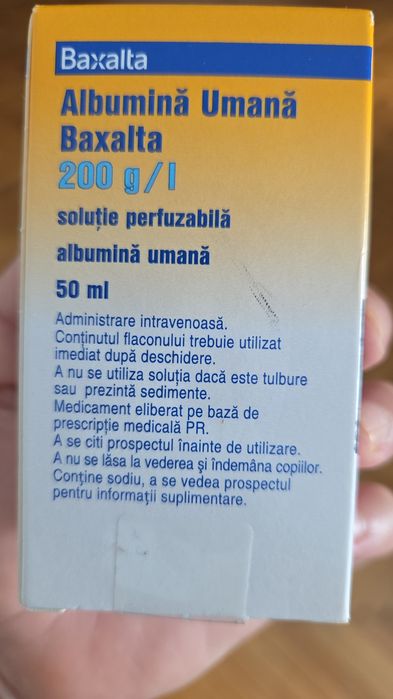 Baxalta
Albumină Umană
Baxalta
200 g/l
soluție perfuzabilă
albumină umană
50 ml
Administrare intravenoasă.
Conținutul flaconului trebuie utilizat
imediat după deschidere.
A nu se utiliza soluția dacă este tulbure
sau prezintă sedimente.
Medicament eliberat pe bază de
prescripție medicală PR.
A se citi prospectul înainte de utilizare.
A nu se lăsa la vederea și îndemâna copiilor.
Conține sodiu, a se vedea prospectul
pentru informații suplimentare.